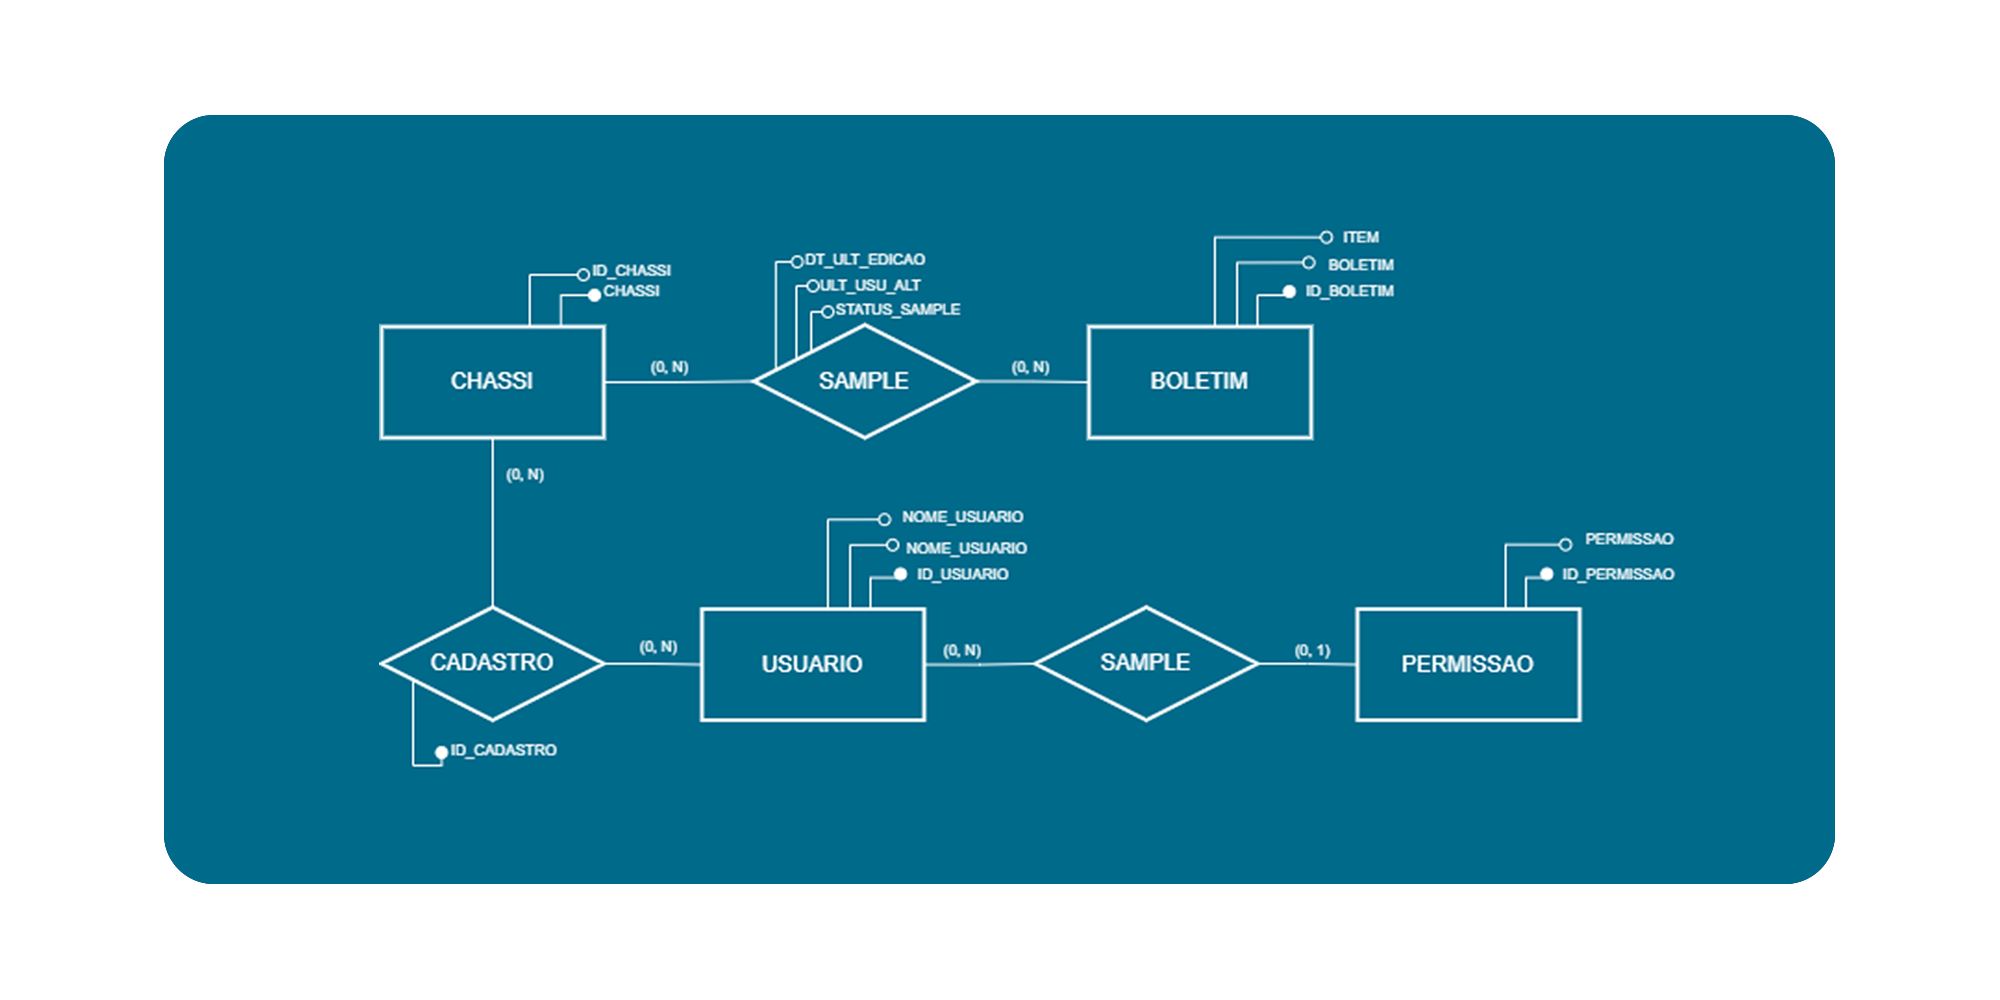 ITEM
DT_ULT_EDICAO
BOLETIM
ID_CHASSI
ULT_USU_ALT
CHASSI
ID_BOLETIM
STATUS_SAMPLE
CHASSI
(0, N)
SAMPLE
(0, N)
BOLETIM
(0, N)
NOME_USUARIO
NOME_USUARIO
PERMISSAO
ID_USUARIO
ID_PERMISSAO
CADASTRO
(0, N)
USUARIO
(0, N)
SAMPLE
(0, 1)
PERMISSAO
ID_CADASTRO